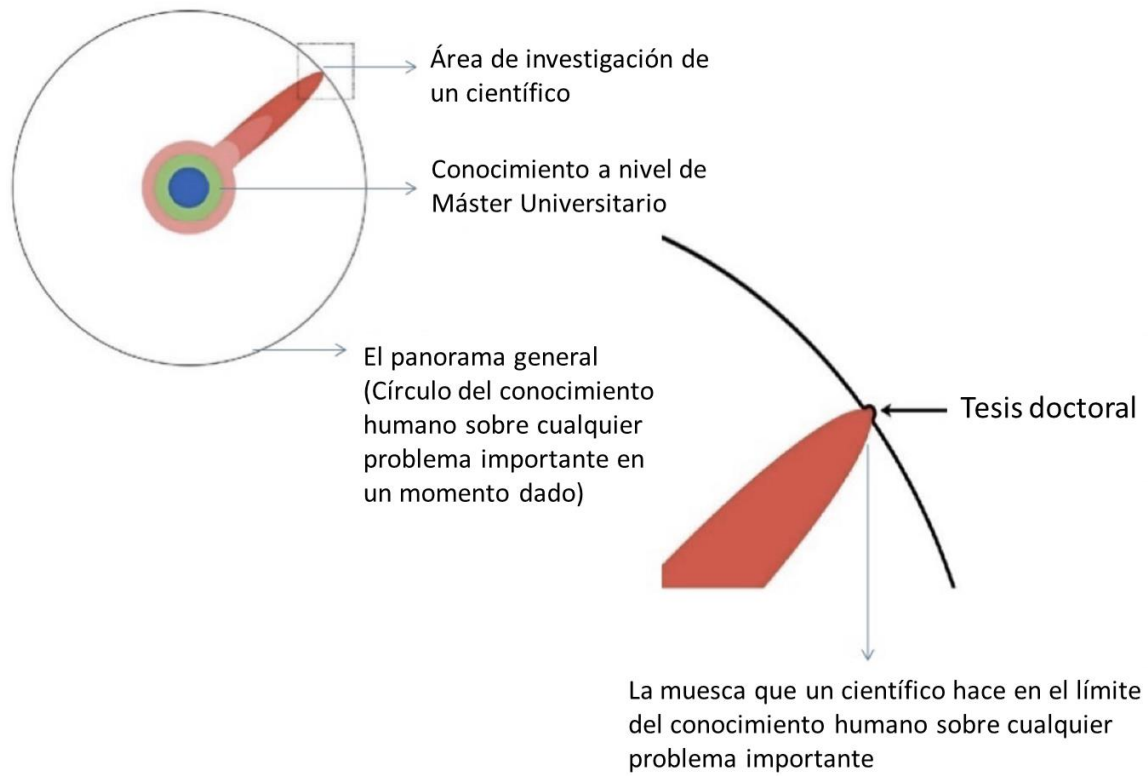 Área de investigación de
un científico
Conocimiento a nivel de
Máster Universitario
El panorama general
(Círculo del conocimiento
humano sobre cualquier
problema importante en
un momento dado)
Tesis doctoral
La muesca que un científico hace en el límite
del conocimiento humano sobre cualquier
problema importante